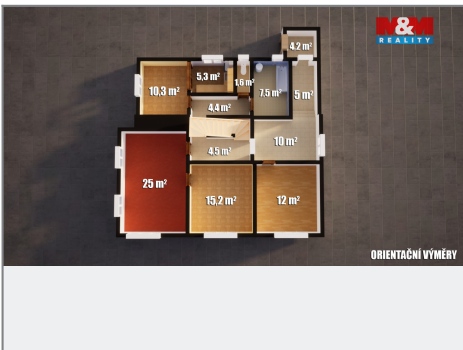 M&M
REALITY
4.2 m²
10,3 m²
5,3 m²
1,6 m²
7,5 m²
5 m²
4,4 m²
4.5 m²
10 m²
25 m²
15,2 m²
12 m²
ORIENTAČNÍ VÝMĚRY